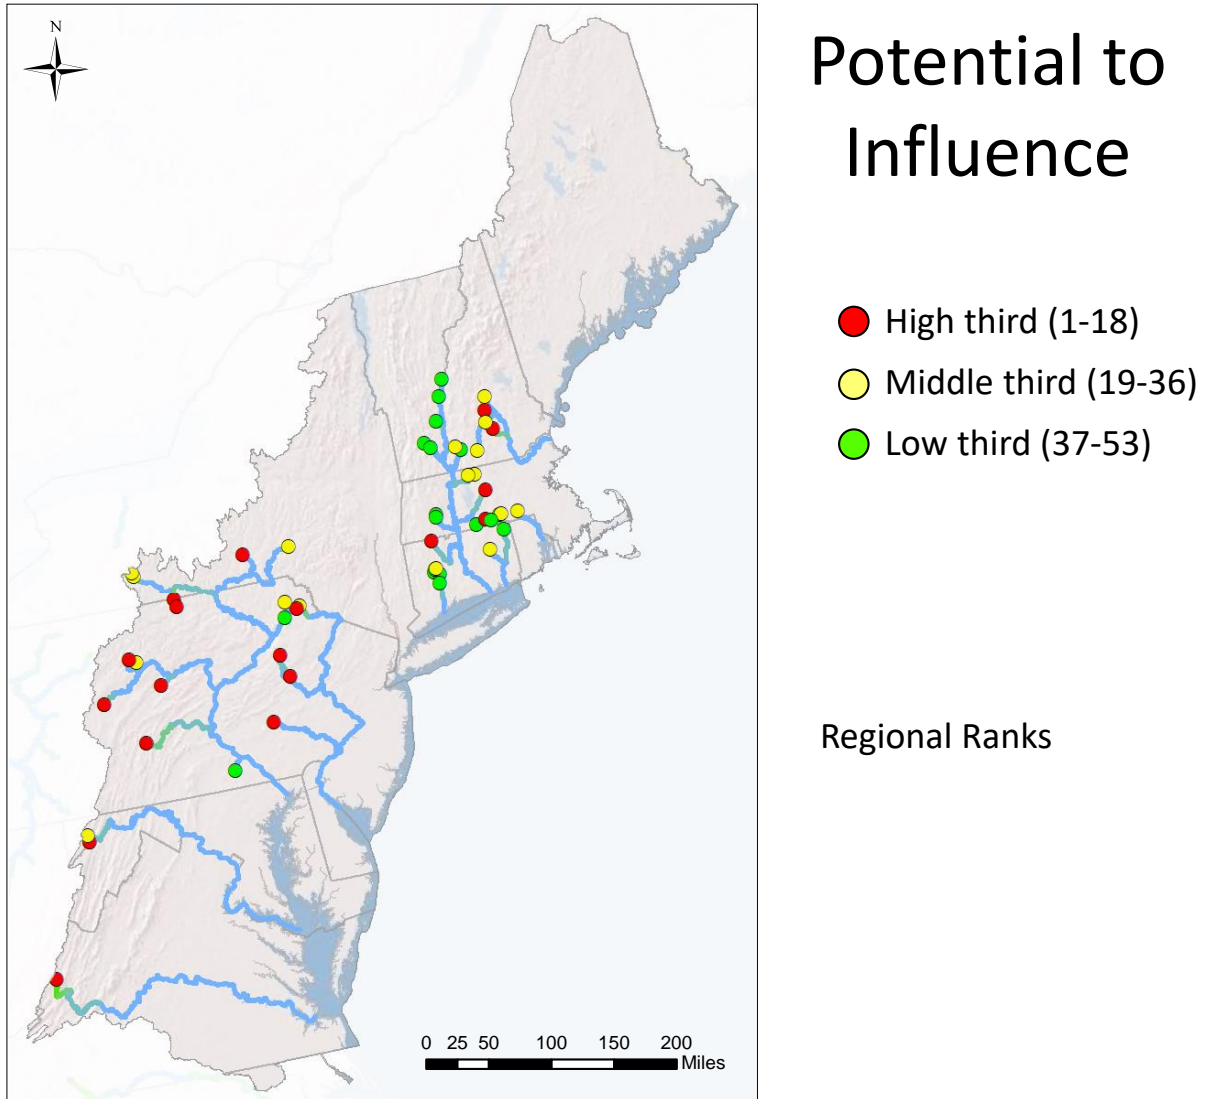 N
Potential to
Influence
High third (1-18)
Middle third (19-36)
Low third (37-53)
Regional Ranks
0 25 50 100 150 200
Miles